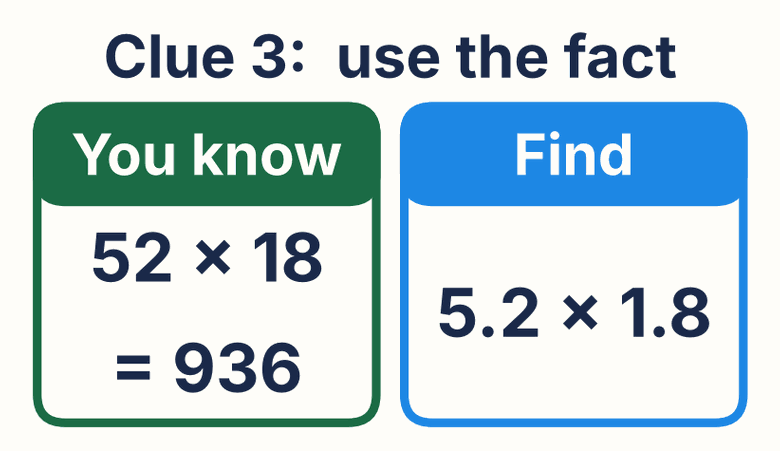 Clue 3: use the fact
You know
52 × 18
= 936
Find
5.2 × 1.8